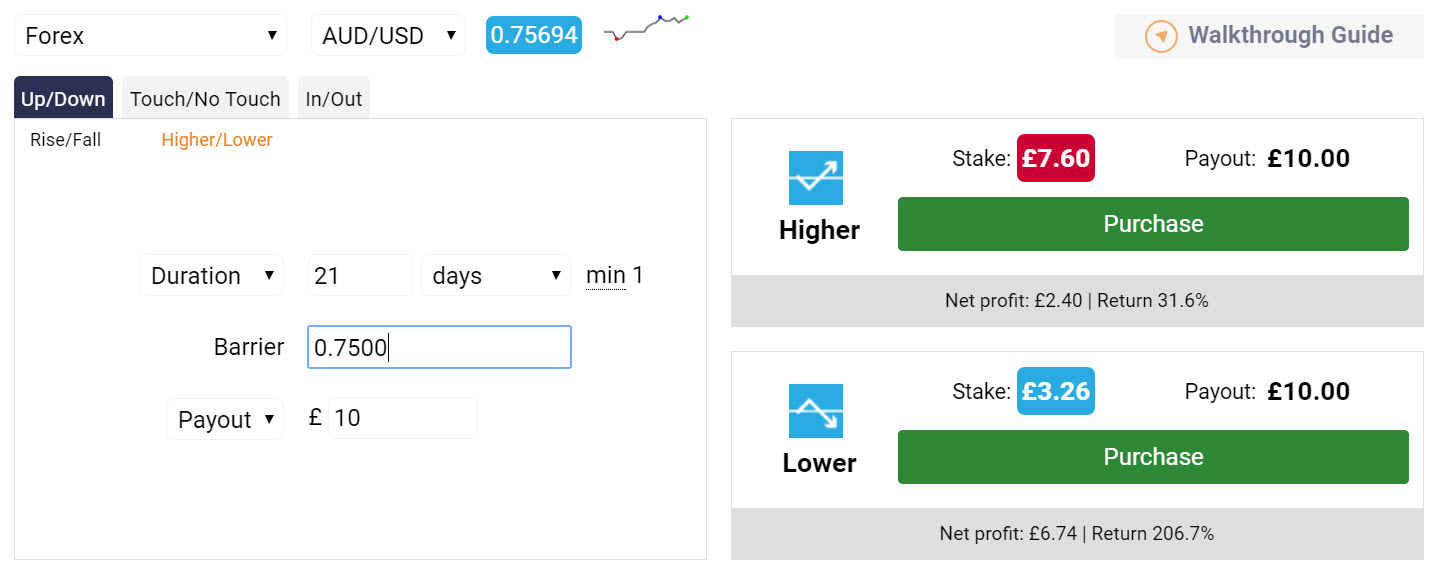 Forex AUD/USD 0.75694 Walkthrough Guide
Up/Down Touch/No Touch In/Out
Rise/Fall Higher/Lower
Duration 21 days min 1
Barrier 0.7500
Payout £ 10
Stake: £7.60 Payout: £10.00
Higher Purchase
Net profit: £2.40 | Return 31.6%
Stake: £3.26 Payout: £10.00
Lower Purchase
Net profit: £6.74 | Return 206.7%